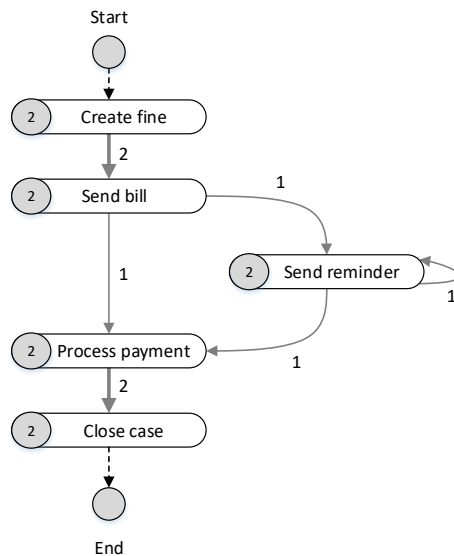 Start
2 Create fine
2
2 Send bill
1
2 Send reminder
1
1
2 Process payment
1
2
2 Close case
End